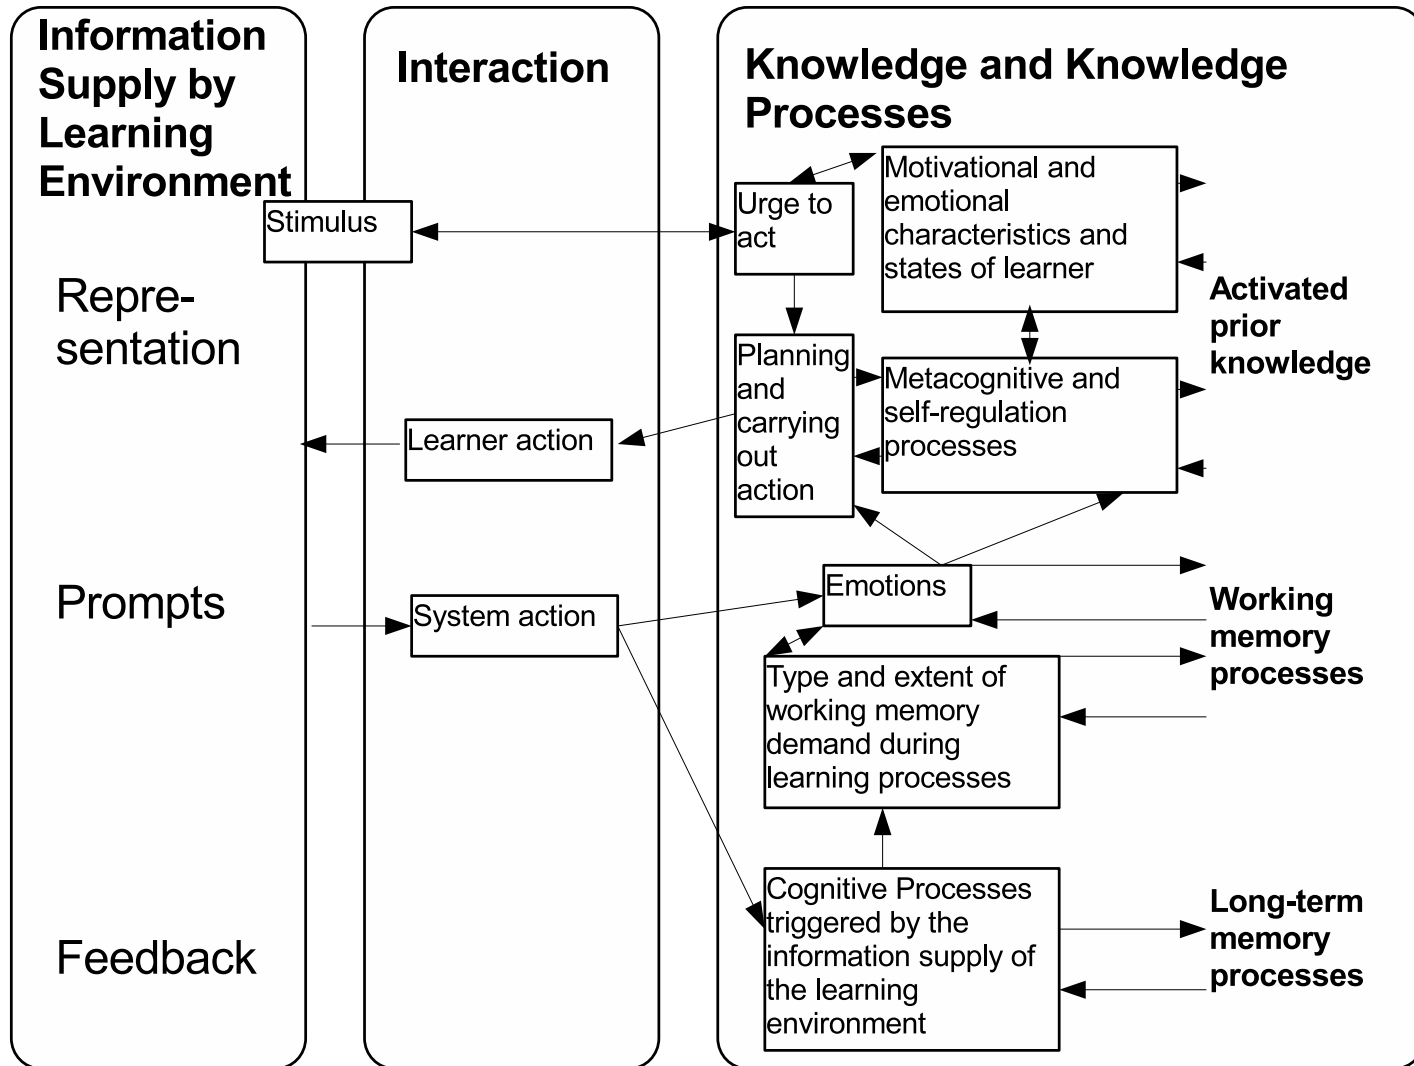 Information
Supply by
Learning
Environment
Stimulus
Repre-
sentation
Prompts
Feedback
Interaction
Learner action
System action
Knowledge and Knowledge
Processes
Urge to
act
Motivational and
emotional
characteristics and
states of learner
Planning
and
carrying
out
action
Metacognitive and
self-regulation
processes
Emotions
Type and extent of
working memory
demand during
learning processes
Cognitive Processes
triggered by the
information supply of
the learning
environment
Activated
prior
knowledge
Working
memory
processes
Long-term
memory
processes